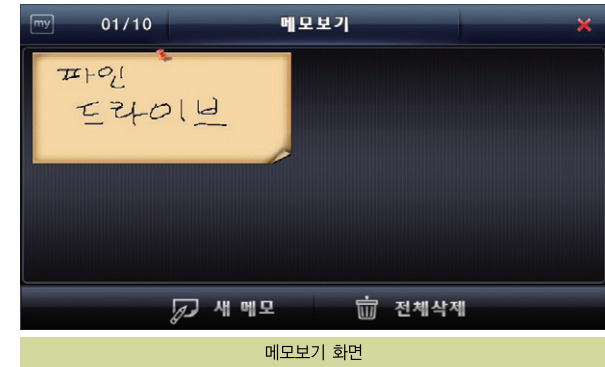 my 01/10 메모보기
파인
드라이브
새 메모 전체삭제
메모보기 화면